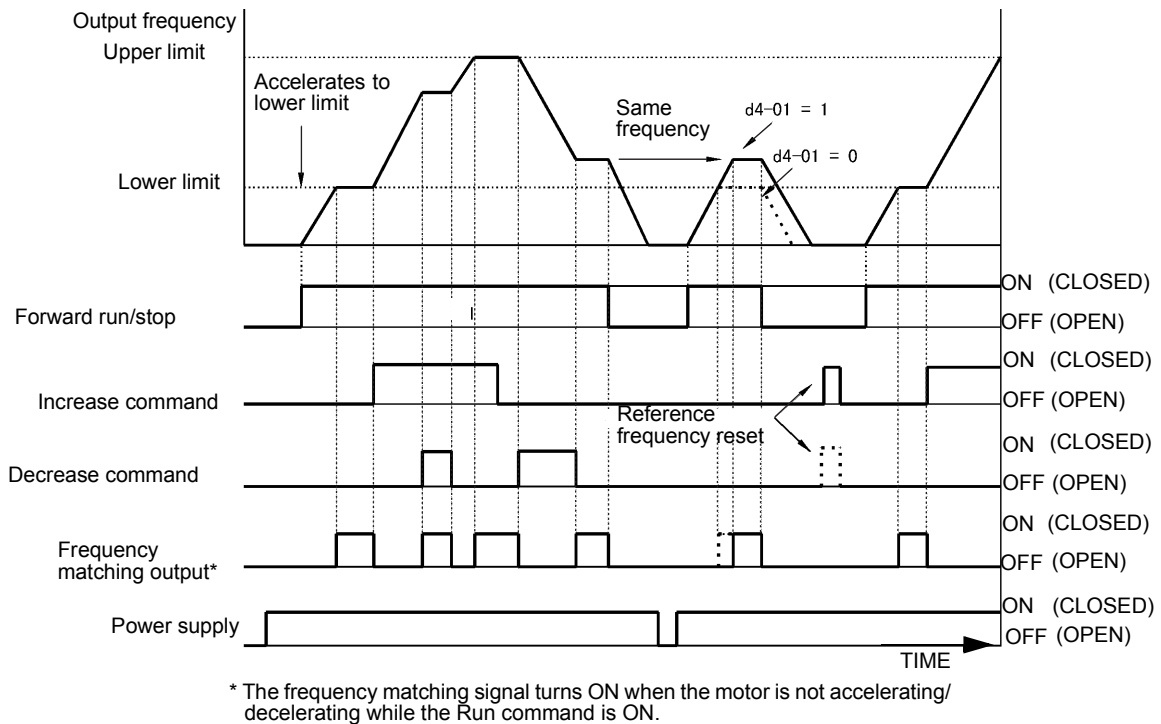 Output frequency
Upper limit
Accelerates to
lower limit
Same
frequency
d4-01 = 1
d4-01 = 0
Lower limit
Forward run/stop
ON (CLOSED)
OFF (OPEN)
Increase command
ON (CLOSED)
OFF (OPEN)
Reference
frequency reset
Decrease command
ON (CLOSED)
OFF (OPEN)
Frequency
matching output*
ON (CLOSED)
OFF (OPEN)
Power supply
ON (CLOSED)
OFF (OPEN)
TIME
* The frequency matching signal turns ON when the motor is not accelerating/
decelerating while the Run command is ON.